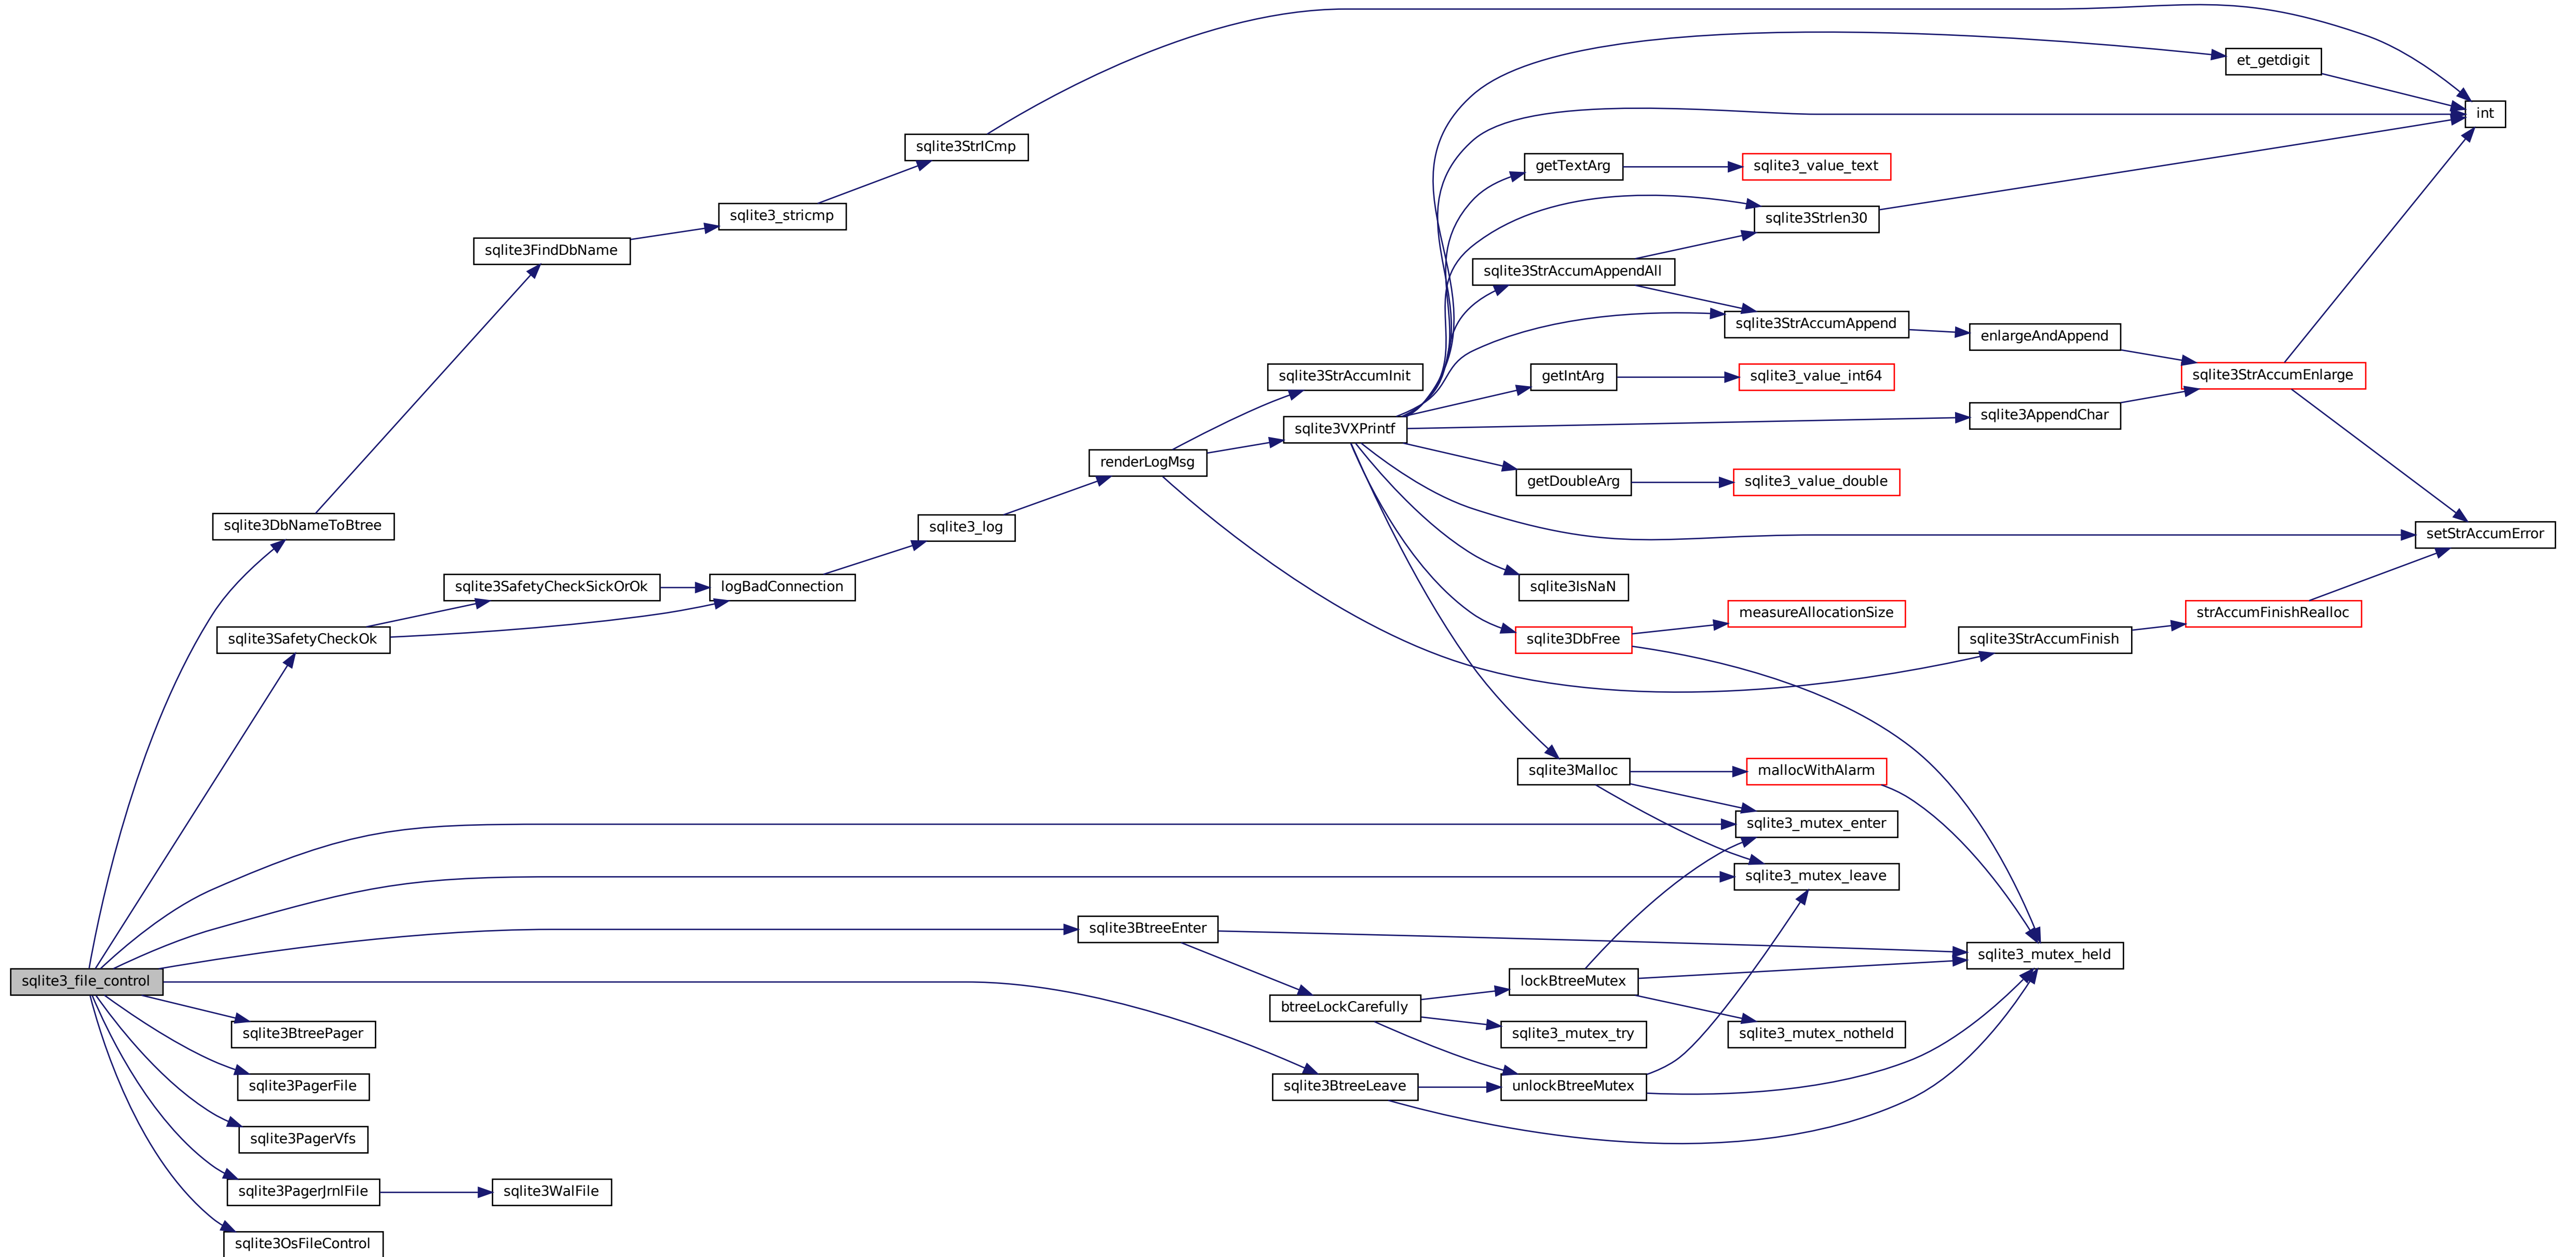 et_getdigit
int
sqlite3StrICmp
getTextArg
sqlite3_value_text
sqlite3_stricmp
sqlite3Strlen30
sqlite3FindDbName
sqlite3StrAccumAppendAll
sqlite3StrAccumAppend
enlargeAndAppend
sqlite3StrAccumInit
getIntArg
sqlite3_value_int64
sqlite3StrAccumEnlarge
sqlite3VXPrintf
sqlite3AppendChar
renderLogMsg
getDoubleArg
sqlite3_value_double
sqlite3DbNameToBtree
sqlite3_log
setStrAccumError
sqlite3SafetyCheckSickOrOk
logBadConnection
sqlite3IsNaN
measureAllocationSize
strAccumFinishRealloc
sqlite3SafetyCheckOk
sqlite3DbFree
sqlite3StrAccumFinish
sqlite3Malloc
mallocWithAlarm
sqlite3_mutex_enter
sqlite3_mutex_leave
sqlite3BtreeEnter
sqlite3_mutex_held
sqlite3_file_control
lockBtreeMutex
btreeLockCarefully
sqlite3BtreePager
sqlite3_mutex_try
sqlite3_mutex_notheld
sqlite3PagerFile
sqlite3BtreeLeave
unlockBtreeMutex
sqlite3PagerVfs
sqlite3PagerJrnlFile
sqlite3WalFile
sqlite3OsFileControl